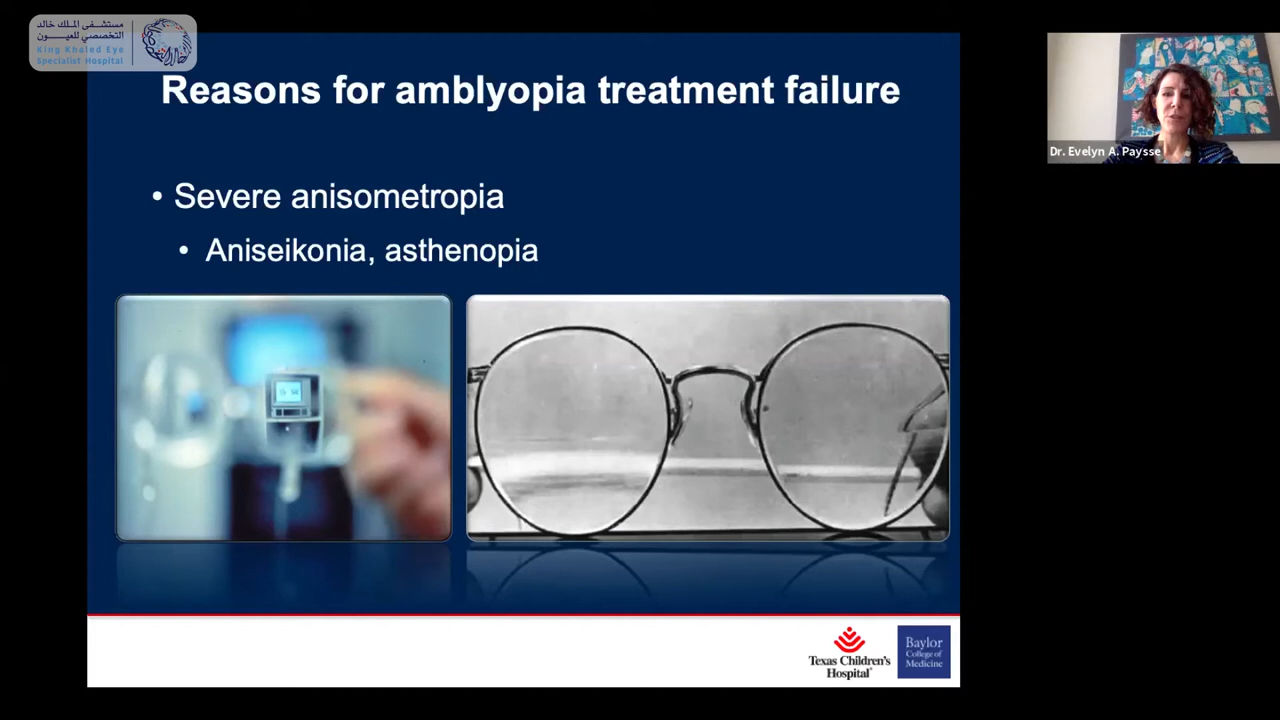 مستشفى الملك خالد
التخصصي للعيون
King Khaled Eye
Specialist Hospital
Reasons for amblyopia treatment failure
• Severe anisometropia
• Aniseikonia, asthenopia
Dr. Evelyn A. Paysse
Texas Children's
Hospital®
Baylor
College of
Medicine